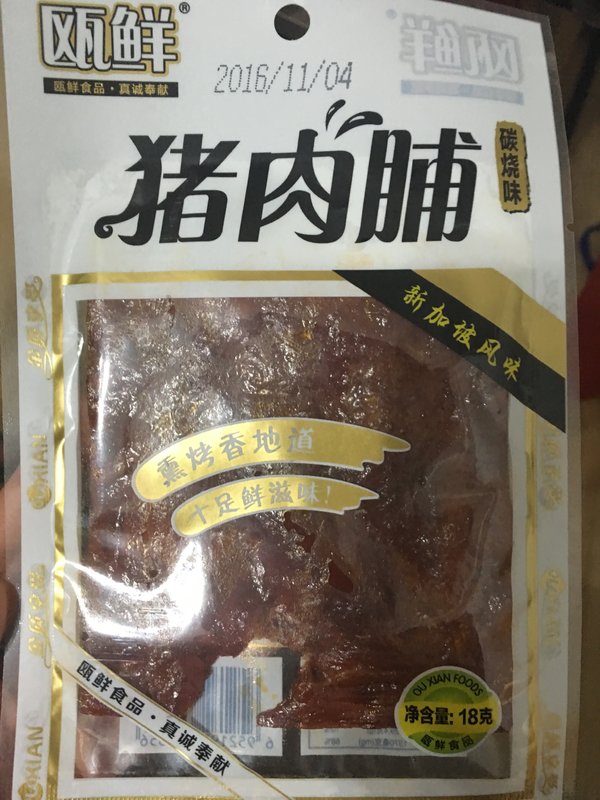 瓯鲜®
瓯鲜食品·真诚奉献
2016/11/04
猪肉脯
碳烧味
新加坡风味
熏烤香地道
十足鲜滋味!
瓯鲜食品·真诚奉献
OU XIAN FOODS
净含量:18克
瓯鲜食品